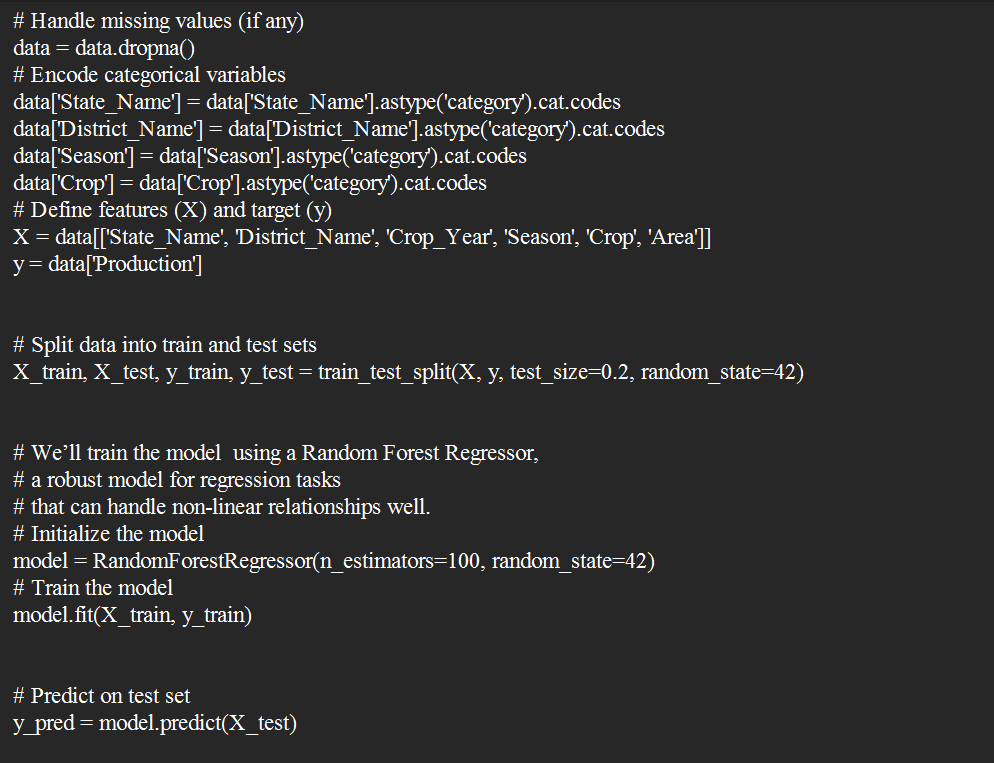 # Handle missing values (if any)
data = data.dropna()
# Encode categorical variables
data['State_Name'] = data['State_Name'].astype('category').cat.codes
data['District_Name'] = data['District_Name'].astype('category').cat.codes
data['Season'] = data['Season'].astype('category').cat.codes
data['Crop'] = data['Crop'].astype('category').cat.codes
# Define features (X) and target (y)
X = data[['State_Name', 'District_Name', 'Crop_Year', 'Season', 'Crop', 'Area']]
y = data['Production']
# Split data into train and test sets
X_train, X_test, y_train, y_test = train_test_split(X, y, test_size=0.2, random_state=42)
# We’ll train the model  using a Random Forest Regressor,
# a robust model for regression tasks
# that can handle non-linear relationships well.
# Initialize the model
model = RandomForestRegressor(n_estimators=100, random_state=42)
# Train the model
model.fit(X_train, y_train)
# Predict on test set
y_pred = model.predict(X_test)